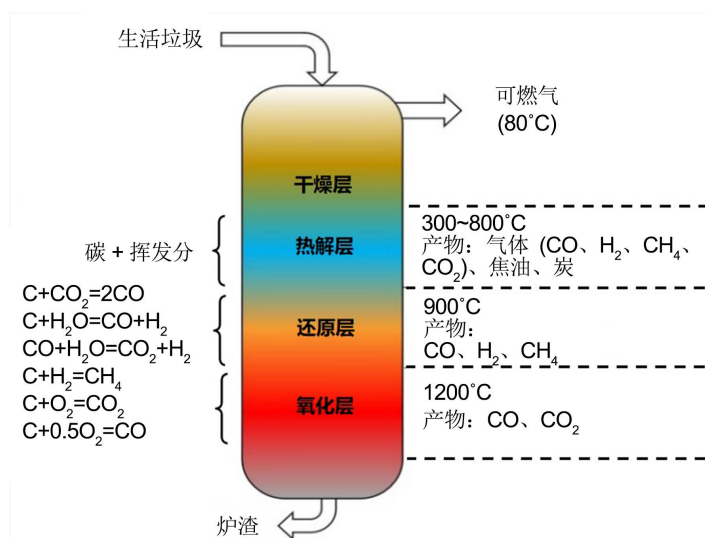 生活垃圾
可燃气
(80˚C)
干燥层
热解层
还原层
氧化层
碳 + 挥发分
C+CO₂=2CO
C+H₂O=CO+H₂
CO+H₂O=CO₂+H₂
C+H₂=CH₄
C+O₂=CO₂
C+0.5O₂=CO
300~800˚C
产物：气体 (CO、H₂、CH₄、
CO₂)、焦油、炭
900˚C
产物：
CO、H₂、CH₄
1200˚C
产物：CO、CO₂
炉渣